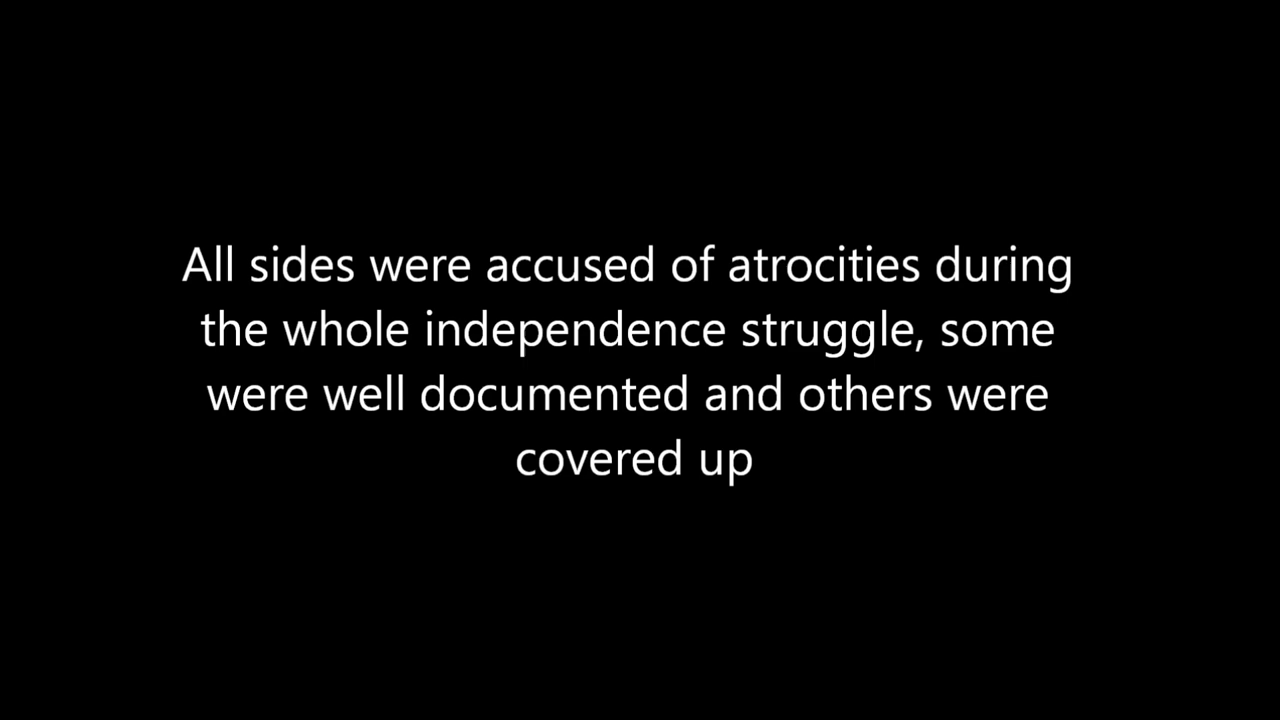 All sides were accused of atrocities during
the whole independence struggle, some
were well documented and others were
covered up